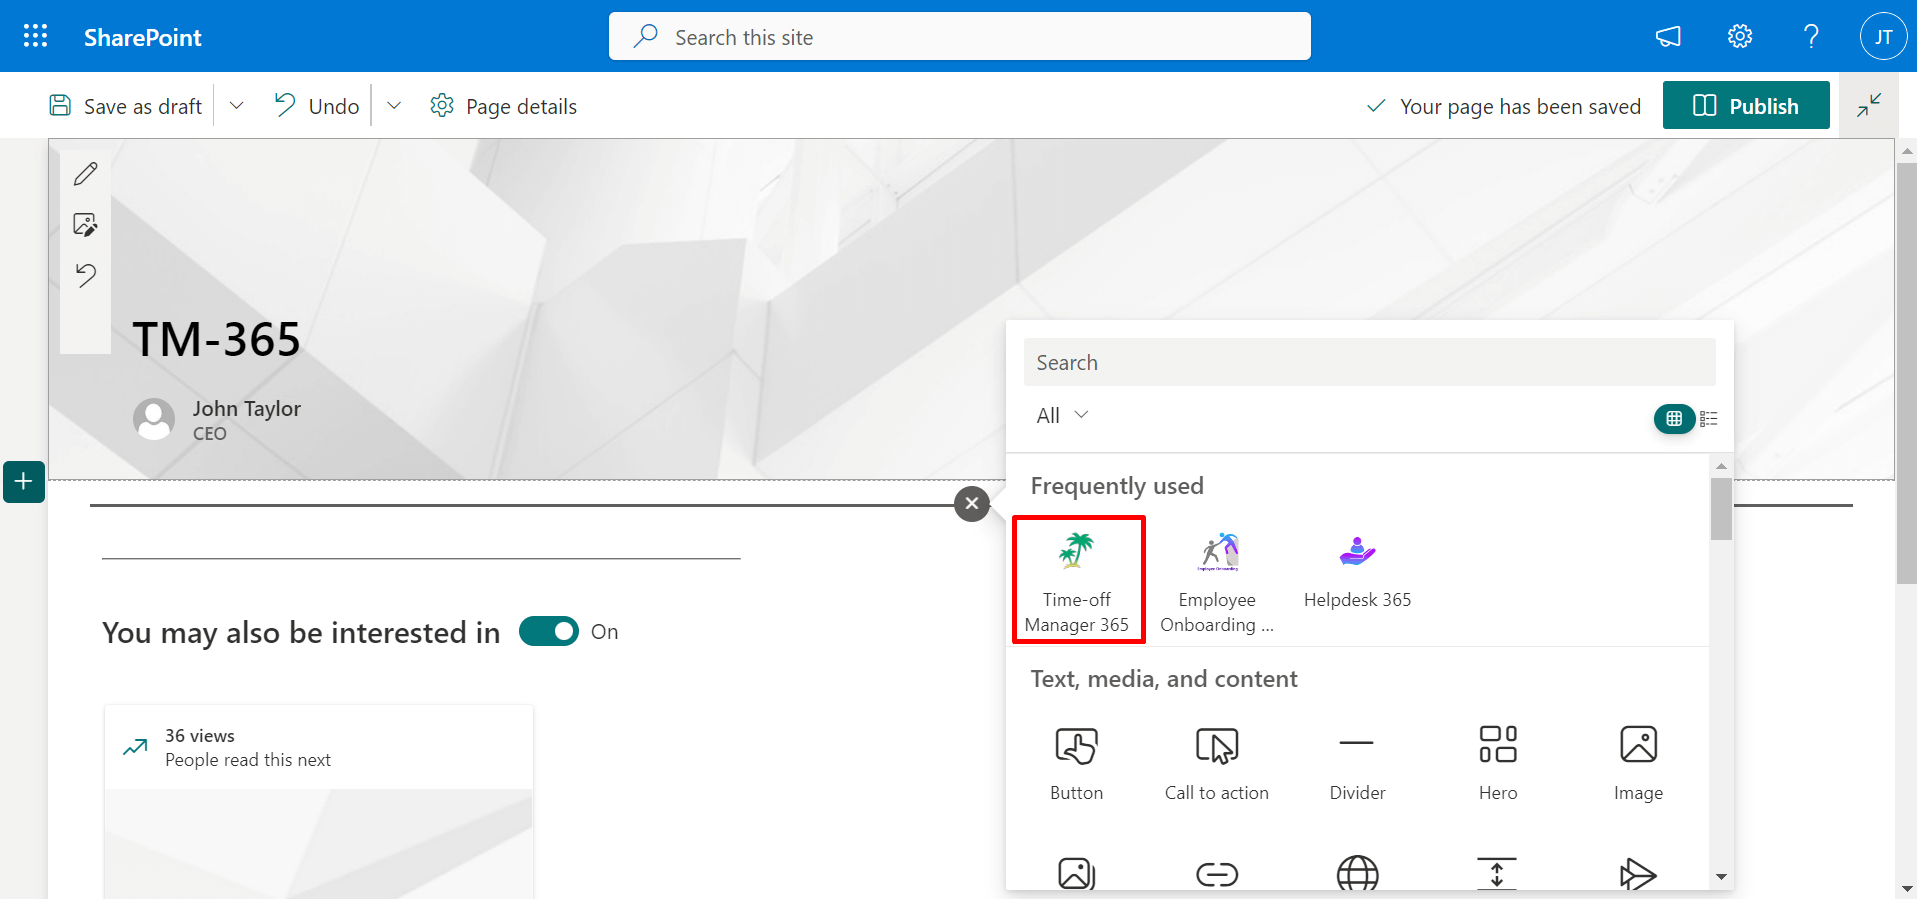 SharePoint
Search this site
JT
Save as draft
Undo
Page details
Your page has been saved
Publish
TM-365
John Taylor
CEO
Search
All
Frequently used
Time-off
Manager 365
Employee
Onboarding ...
Helpdesk 365
You may also be interested in
On
Text, media, and content
36 views
People read this next
Button
Call to action
Divider
Hero
Image